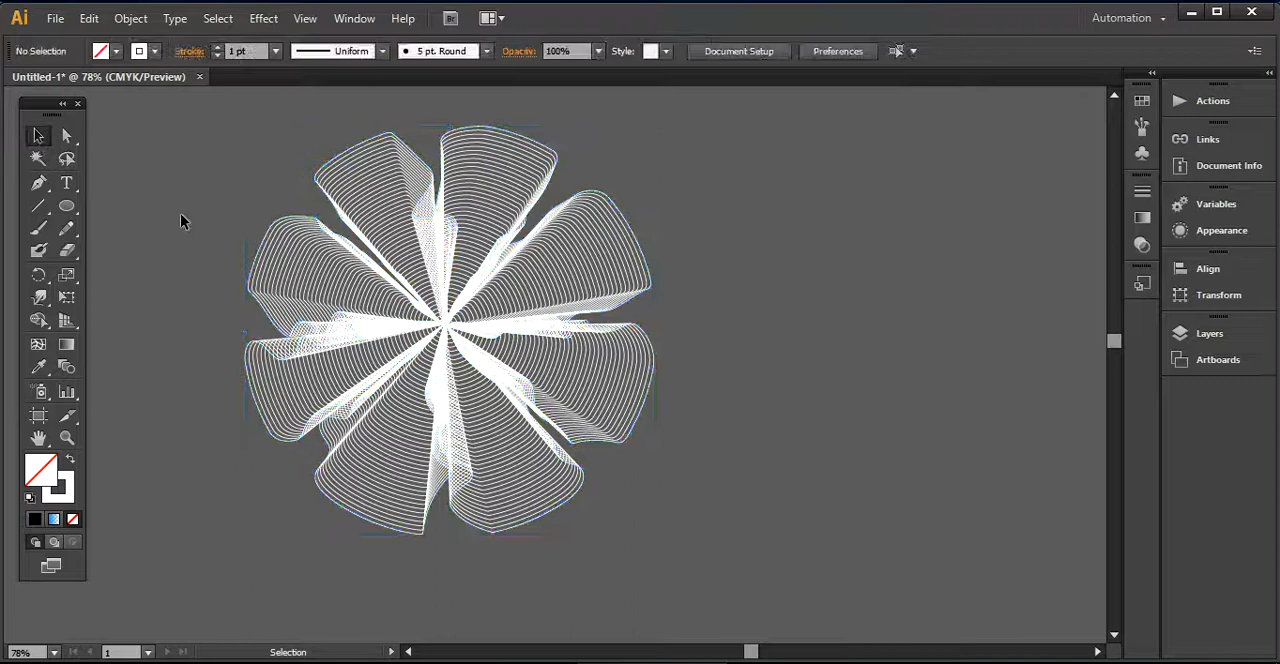 Ai File Edit Object Type Select Effect View Window Help Br Automation
No Selection Stroke: 1 pt Uniform 5 pt. Round Opacity: 100% Style: Document Setup Preferences
Untitled-1* @ 78% (CMYK/Preview)
Actions
Links
Document Info
Variables
Appearance
Align
Transform
Layers
Artboards
T
78% 1 Selection